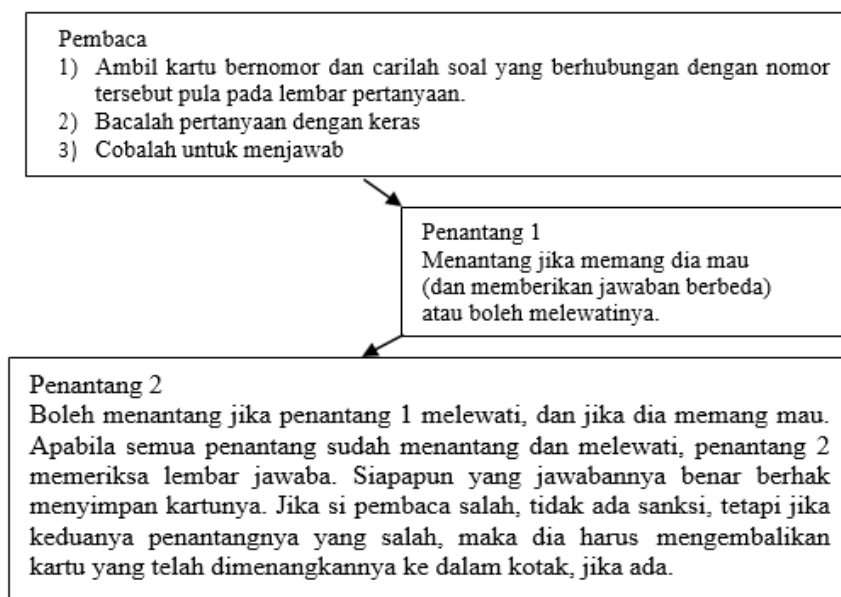 Pembaca
1) Ambil kartu bernomor dan carilah soal yang berhubungan dengan nomor
tersebut pula pada lembar pertanyaan.
2) Bacalah pertanyaan dengan keras
3) Cobalah untuk menjawab
Penantang 1
Menantang jika memang dia mau
(dan memberikan jawaban berbeda)
atau boleh melewatinya.
Penantang 2
Boleh menantang jika penantang 1 melewati, dan jika dia memang mau.
Apabila semua penantang sudah menantang dan melewati, penantang 2
memeriksa lembar jawaba. Siapapun yang jawabannya benar berhak
menyimpan kartunya. Jika si pembaca salah, tidak ada sanksi, tetapi jika
keduanya penantangnya yang salah, maka dia harus mengembalikan
kartu yang telah dimenangkannya ke dalam kotak, jika ada.